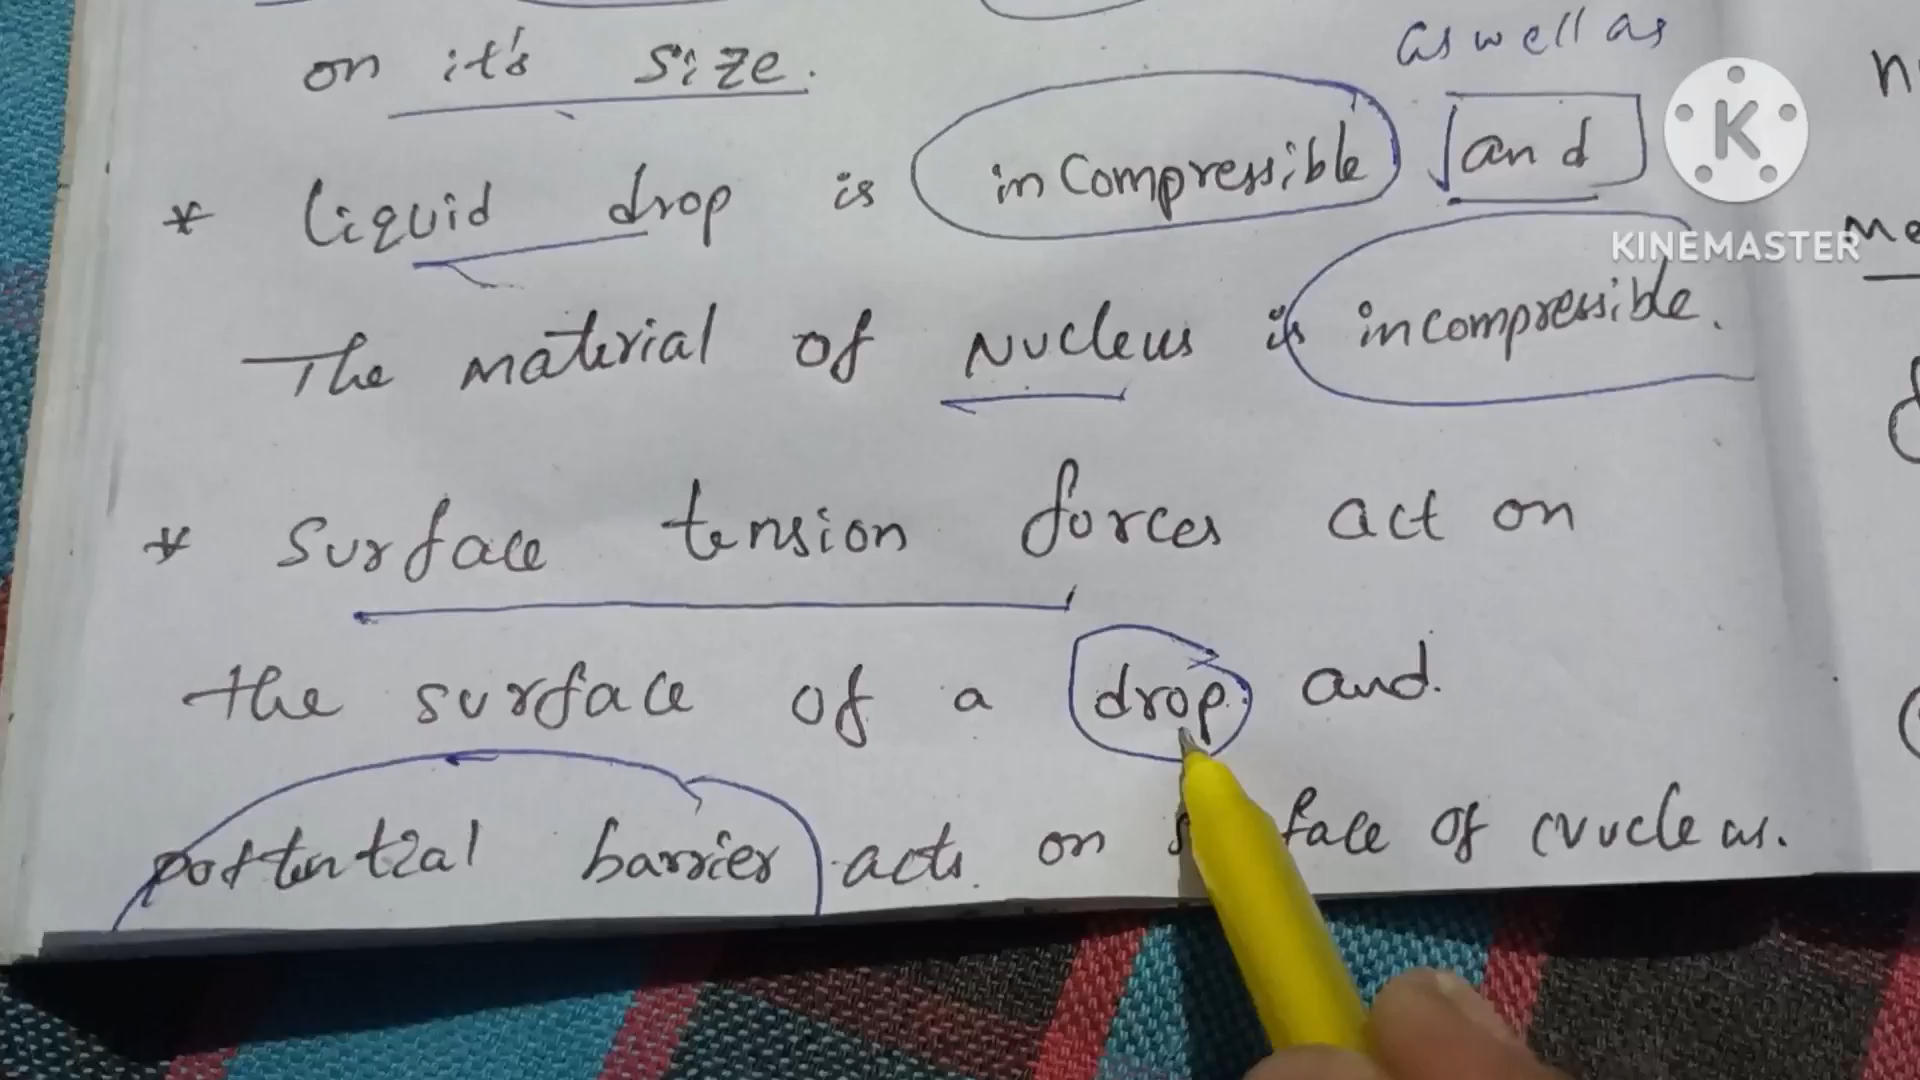 on it's size.
as well as
* Liquid drop is incompressible and
The material of Nucleus is incompressible.
* Surface tension forces act on
the surface of a drop and.
pottential barrier acts on face of Nucleus.
K
KINEMASTER